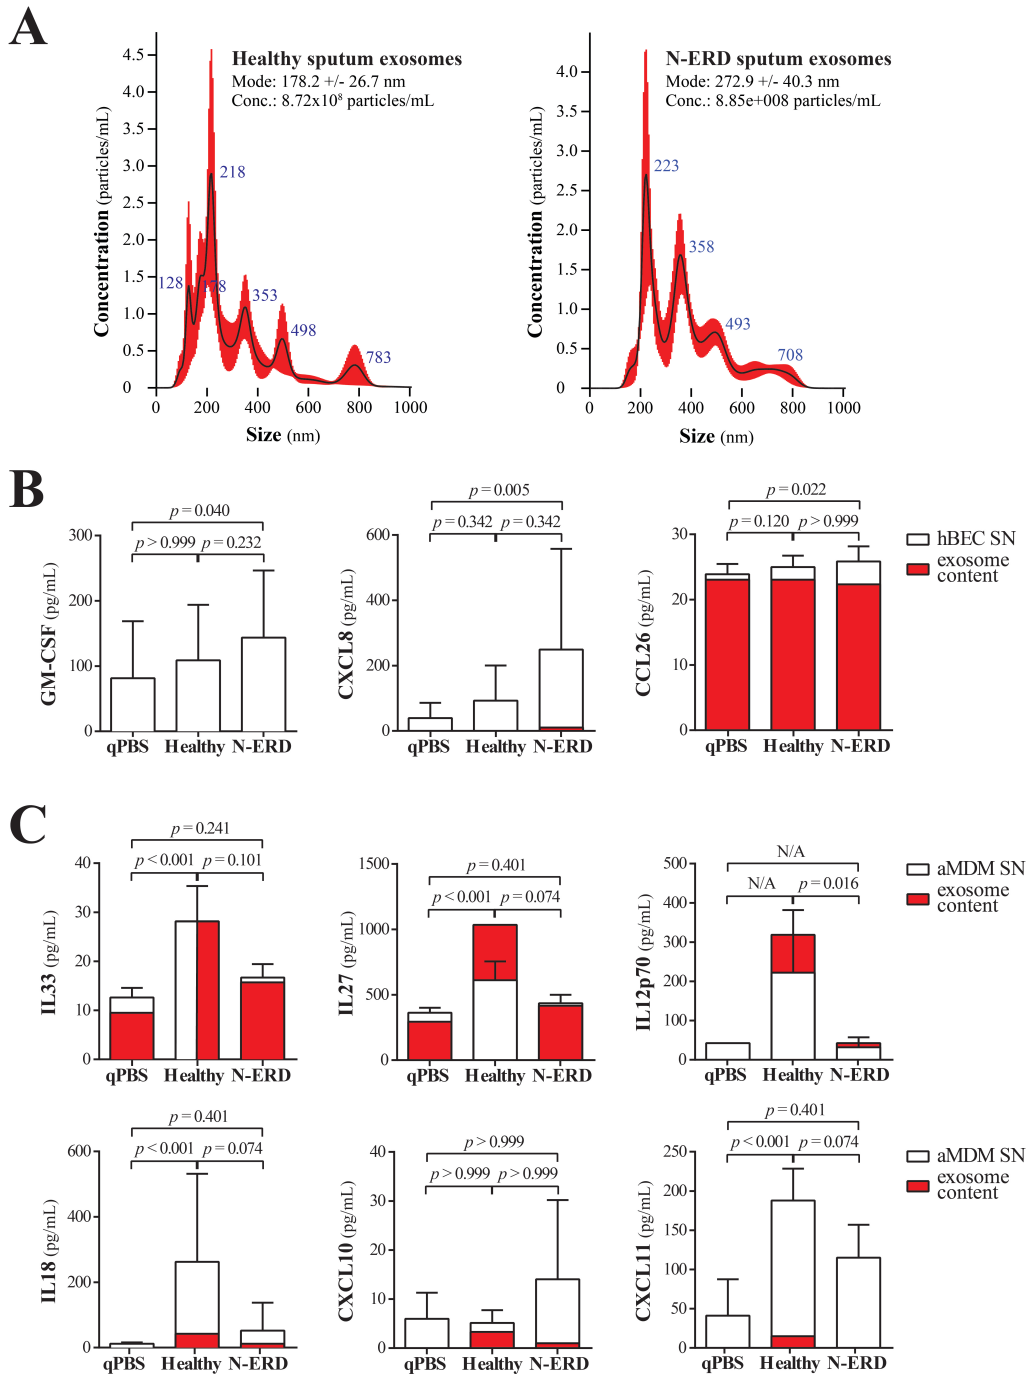 A
Healthy sputum exosomes
Mode: 178.2 +/- 26.7 nm
Conc.: 8.72x10⁸ particles/mL
Concentration (particles/mL)
4.5
4.0
3.5
3.0
2.5
2.0
1.5
1.0
0.5
0
128
178
218
353
498
783
0 200 400 600 800 1000
Size (nm)
N-ERD sputum exosomes
Mode: 272.9 +/- 40.3 nm
Conc.: 8.85e+008 particles/mL
Concentration (particles/mL)
4.0
3.5
3.0
2.5
2.0
1.5
1.0
0.5
0
223
358
493
708
0 200 400 600 800 1000
Size (nm)
B
p = 0.040
p > 0.999 p = 0.232
GM-CSF (pg/mL)
300
200
100
0
qPBS Healthy N-ERD
p = 0.005
p = 0.342 p = 0.342
CXCL8 (pg/mL)
600
400
200
0
qPBS Healthy N-ERD
p = 0.022
p = 0.120 p > 0.999
CCL26 (pg/mL)
30
20
10
0
qPBS Healthy N-ERD
hBEC SN
exosome
content
C
p = 0.241
p < 0.001 p = 0.101
IL33 (pg/mL)
40
30
20
10
0
qPBS Healthy N-ERD
p = 0.401
p < 0.001 p = 0.074
IL27 (pg/mL)
1500
1000
500
0
qPBS Healthy N-ERD
N/A
N/A p = 0.016
IL12p70 (pg/mL)
500
400
300
200
100
0
qPBS Healthy N-ERD
aMDM SN
exosome
content
p = 0.401
p < 0.001 p = 0.074
IL18 (pg/mL)
600
400
200
0
qPBS Healthy N-ERD
p > 0.999
p > 0.999 p > 0.999
CXCL10 (pg/mL)
40
30
20
10
0
qPBS Healthy N-ERD
p = 0.401
p < 0.001 p = 0.074
CXCL11 (pg/mL)
250
200
150
100
50
0
qPBS Healthy N-ERD
aMDM SN
exosome
content